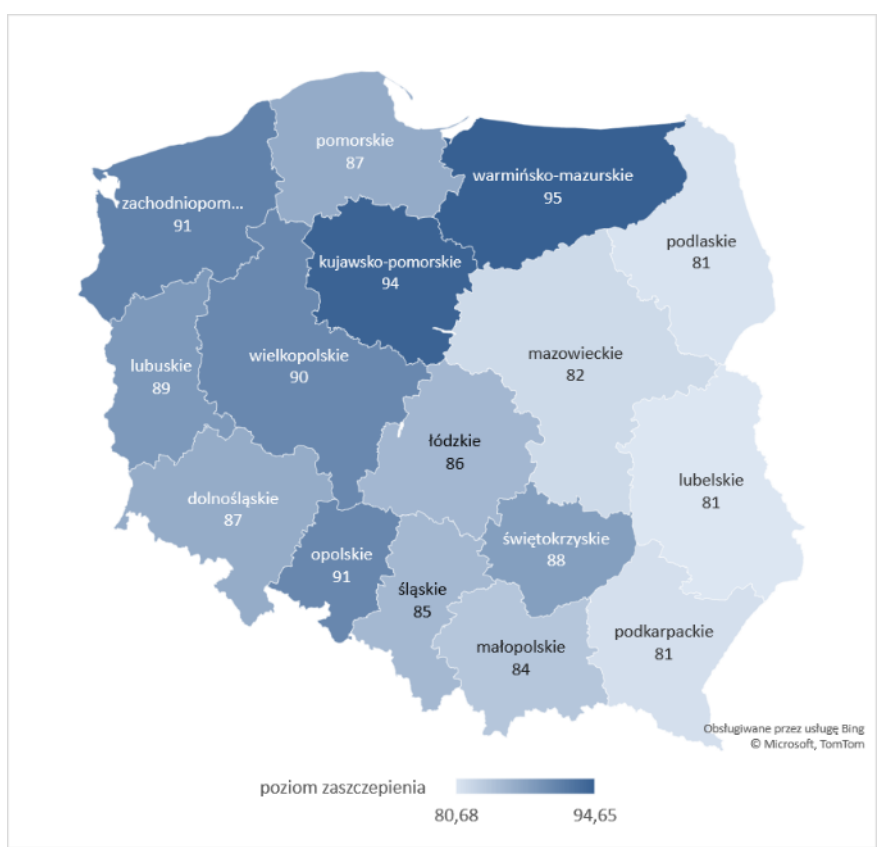 pomorskie
87
warmińsko-mazurskie
95
zachodniopom...
91
podlaskie
81
kujawsko-pomorskie
94
mazowieckie
82
wielkopolskie
90
lubuskie
89
łódzkie
86
lubelskie
81
dolnośląskie
87
świętokrzyskie
88
opolskie
91
śląskie
85
podkarpackie
81
małopolskie
84
Obsługiwane przez usługę Bing
© Microsoft, TomTom
poziom zaszczepienia
80,68 94,65